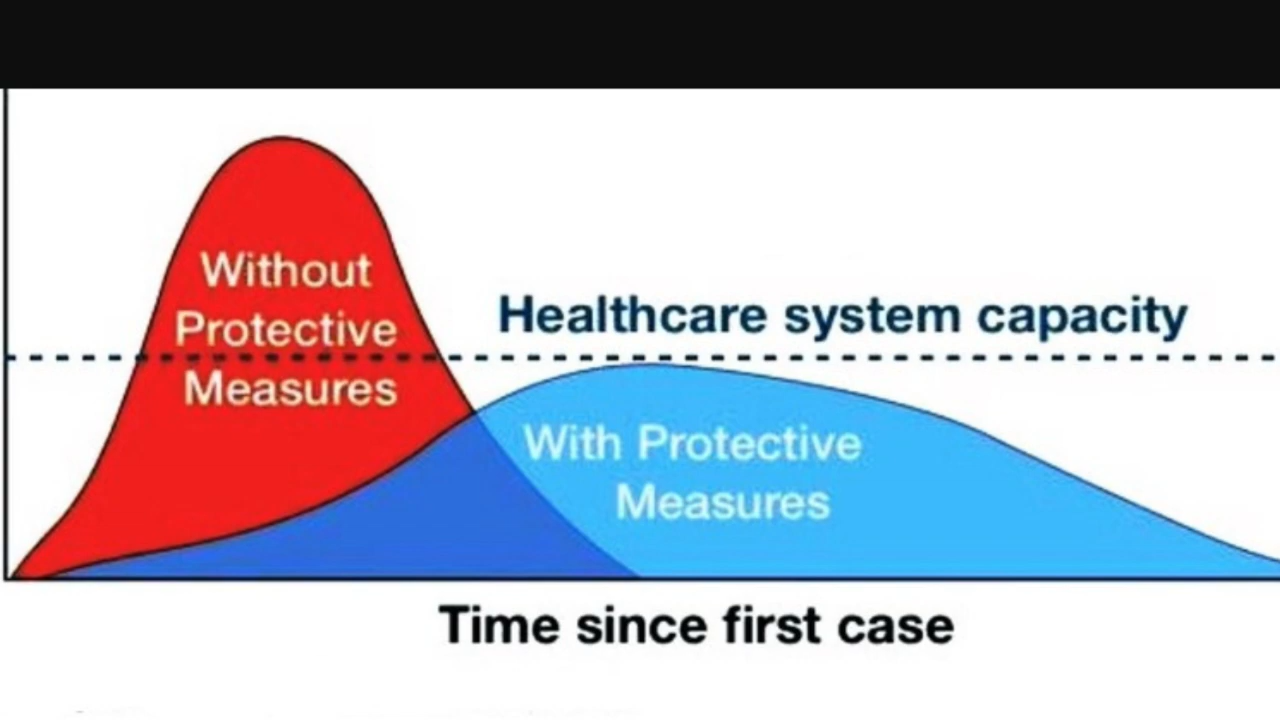 Without
Protective
Measures
Healthcare system capacity
With Protective
Measures
Time since first case